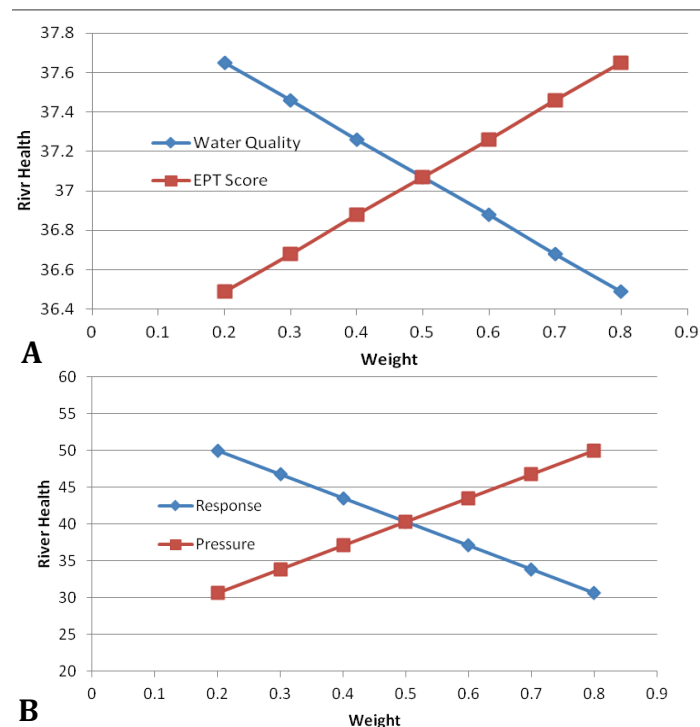 37.8
37.6
37.4
37.2
37
36.8
36.6
36.4
Rivr Health
Water Quality
EPT Score
0 0.1 0.2 0.3 0.4 0.5 0.6 0.7 0.8 0.9
Weight
A
60
55
50
45
40
35
30
25
20
River Health
Response
Pressure
0 0.1 0.2 0.3 0.4 0.5 0.6 0.7 0.8 0.9
Weight
B